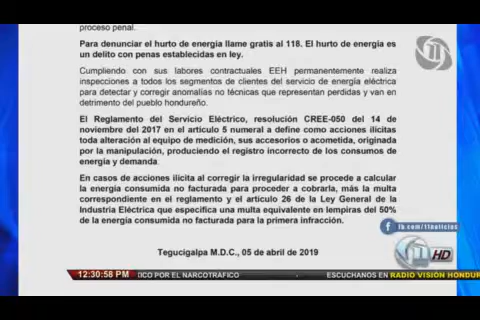 proceso penal.
Para denunciar el hurto de energía llame gratis al 118. El hurto de energía es
un delito con penas establecidas en ley.
Cumpliendo con sus labores contractuales EEH permanentemente realiza
inspecciones a todos los segmentos de clientes del servicio de energía eléctrica
para detectar y corregir anomalías no técnicas que representan perdidas y van en
detrimento del pueblo hondureño.
El Reglamento del Servicio Eléctrico, resolución CREE-050 del 14 de
noviembre del 2017 en el artículo 5 numeral a define como acciones ilícitas
toda alteración al equipo de medición, sus accesorios o acometida, originada
por la manipulación, produciendo el registro incorrecto de los consumos de
energía y demanda.
En casos de acciones ilícita al corregir la irregularidad se procede a calcular
la energía consumida no facturada para proceder a cobrarla, más la multa
correspondiente en el reglamento y el artículo 26 de la Ley General de la
Industria Eléctrica que especifica una multa equivalente en lempiras del 50%
de la energía consumida no facturada para la primera infracción.
Tegucigalpa M.D.C., 05 de abril de 2019
fb.com/11noticias
11 HD
12:30:58 PM ICO POR EL NARCOTRAFICO ESCUCHANOS EN RADIO VISIÓN HONDUR